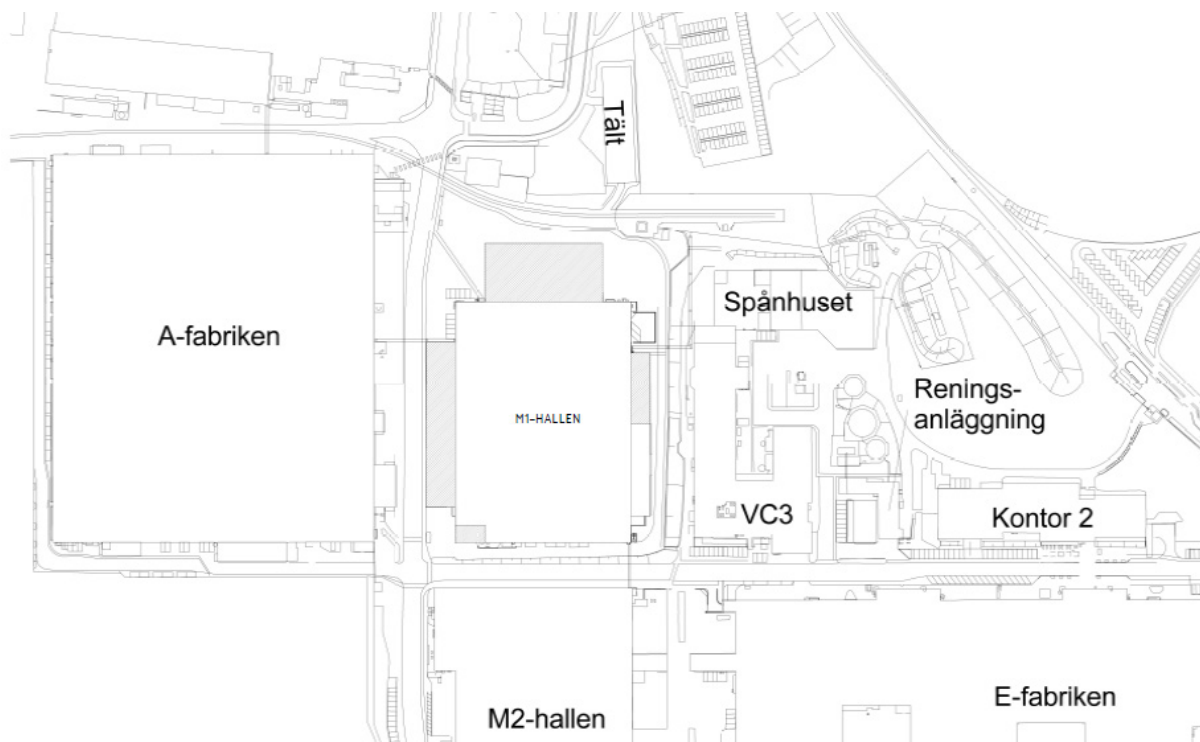 Tält
Spånhuset
A-fabriken
Renings-
anläggning
M1-HALLEN
VC3
Kontor 2
E-fabriken
M2-hallen